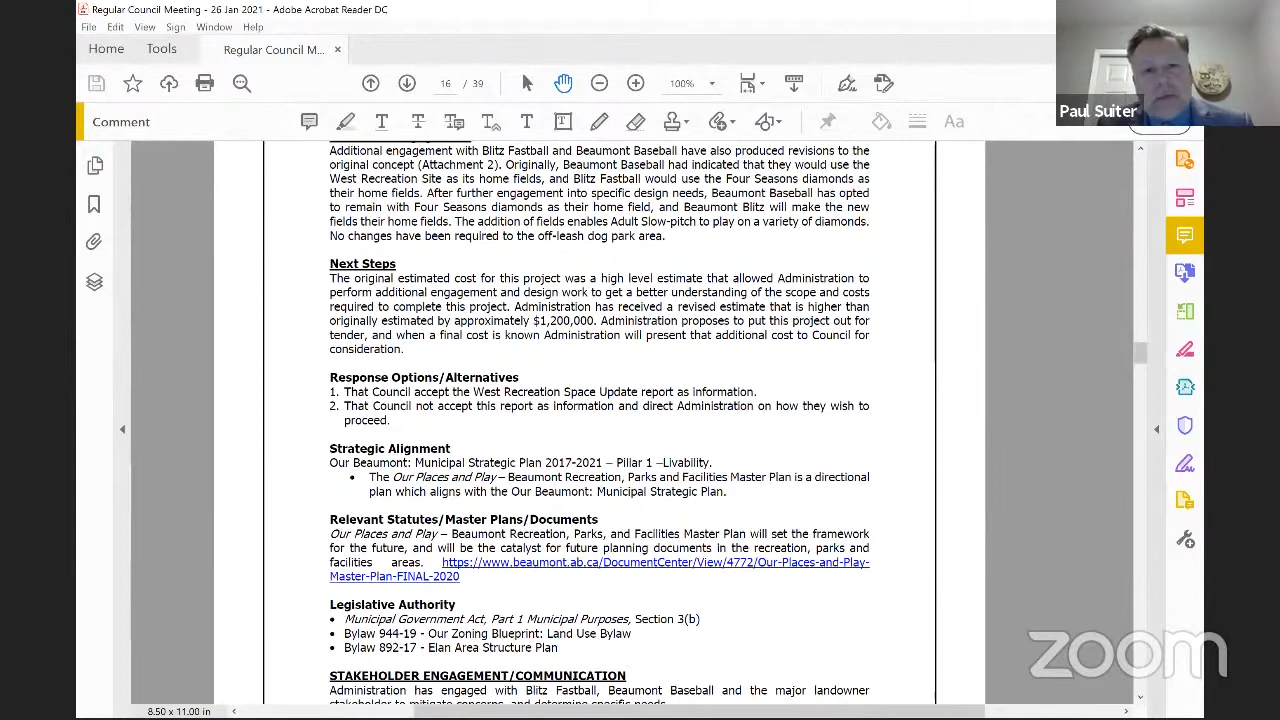 Regular Council Meeting - 26 Jan 2021 - Adobe Acrobat Reader DC
File Edit View Sign Window Help
Home Tools Regular Council M... ×
16 / 39 100%
Paul Suiter
Comment
Additional engagement with Blitz Fastball and Beaumont Baseball have also produced revisions to the
original concept (Attachment 2). Originally, Beaumont Baseball had indicated that they would use the
West Recreation Site as its home fields, and Blitz Fastball would use the Four Seasons diamonds as
their home fields. After further engagement into specific design needs, Beaumont Baseball has opted
to remain with Four Seasons diamonds as their home field, and Beaumont Blitz will make the new
fields their home fields. The addition of fields enables Adult Slow-pitch to play on a variety of diamonds.
No changes have been required to the off-leash dog park area.
Next Steps
The original estimated cost for this project was a high level estimate that allowed Administration to
perform additional engagement and design work to get a better understanding of the scope and costs
required to complete this project. Administration has received a revised estimate that is higher than
originally estimated by approximately $1,200,000. Administration proposes to put this project out for
tender, and when a final cost is known Administration will present that additional cost to Council for
consideration.
Response Options/Alternatives
1. That Council accept the West Recreation Space Update report as information.
2. That Council not accept this report as information and direct Administration on how they wish to
proceed.
Strategic Alignment
Our Beaumont: Municipal Strategic Plan 2017-2021 – Pillar 1 –Livability.
• The Our Places and Play – Beaumont Recreation, Parks and Facilities Master Plan is a directional
plan which aligns with the Our Beaumont: Municipal Strategic Plan.
Relevant Statutes/Master Plans/Documents
Our Places and Play – Beaumont Recreation, Parks, and Facilities Master Plan will set the framework
for the future, and will be the catalyst for future planning documents in the recreation, parks and
facilities areas. https://www.beaumont.ab.ca/DocumentCenter/View/4772/Our-Places-and-Play-
Master-Plan-FINAL-2020
Legislative Authority
• Municipal Government Act, Part 1 Municipal Purposes, Section 3(b)
• Bylaw 944-19 - Our Zoning Blueprint: Land Use Bylaw
• Bylaw 892-17 - Elan Area Structure Plan
STAKEHOLDER ENGAGEMENT/COMMUNICATION
Administration has engaged with Blitz Fastball, Beaumont Baseball and the major landowner
stakeholder to mitigate concerns, and determine specific needs.
8.50 x 11.00 in
zoom